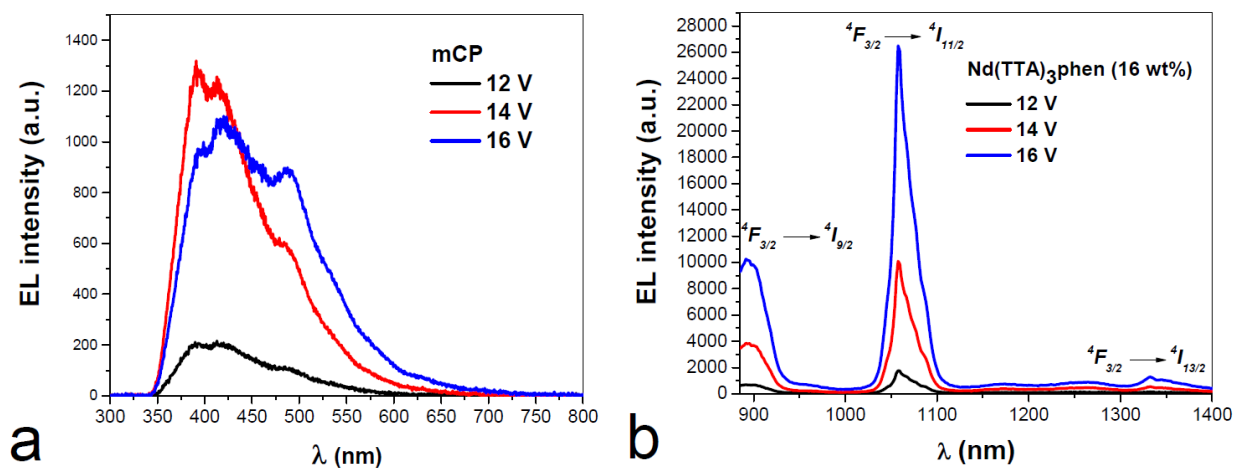 mCP
12 V
14 V
16 V
EL intensity (a.u.)
1400
1200
1000
800
600
400
200
0
300 350 400 450 500 550 600 650 700 750 800
λ (nm)
a
⁴F₃/₂ → ⁴I₁₁/₂
Nd(TTA)₃phen (16 wt%)
12 V
14 V
16 V
⁴F₃/₂ → ⁴I₉/₂
⁴F₃/₂ → ⁴I₁₃/₂
EL intensity (a.u.)
28000
26000
24000
22000
20000
18000
16000
14000
12000
10000
8000
6000
4000
2000
0
900 1000 1100 1200 1300 1400
λ (nm)
b